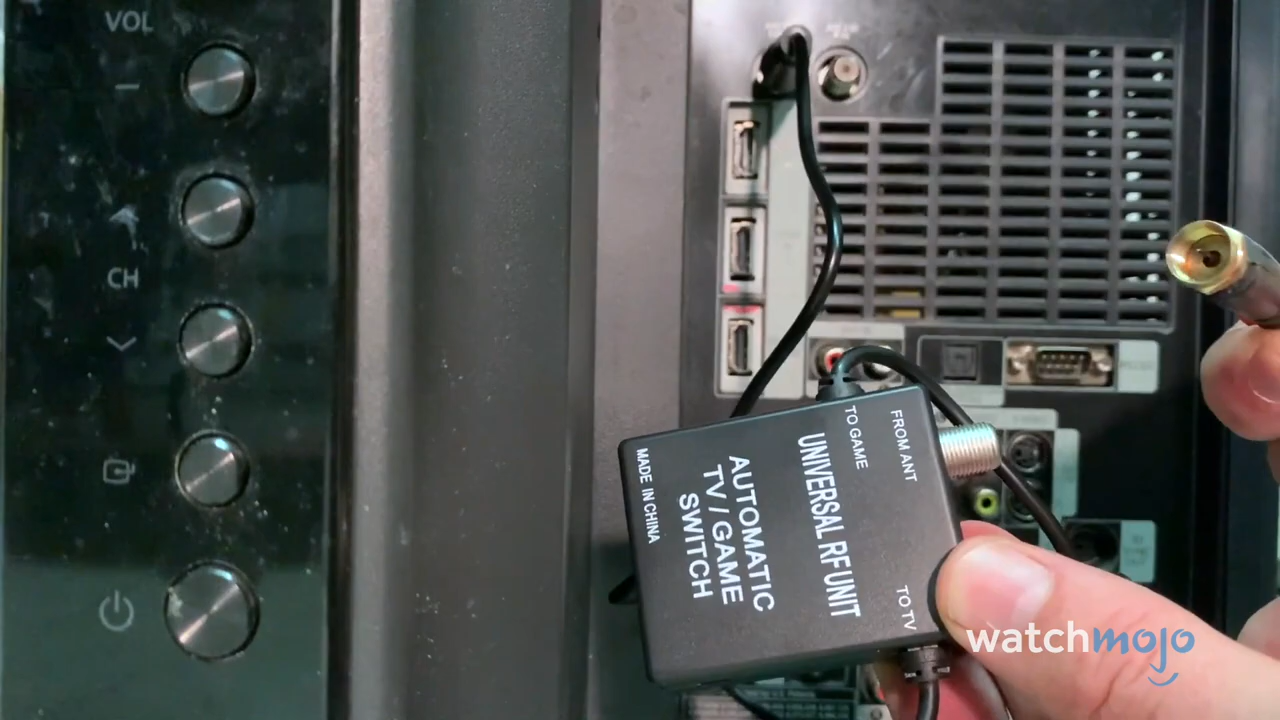 VOL
CH
TO GAME
FROM ANT
UNIVERSAL RF UNIT
AUTOMATIC
TV / GAME
SWITCH
MADE IN CHINA
TO TV
watchmojo